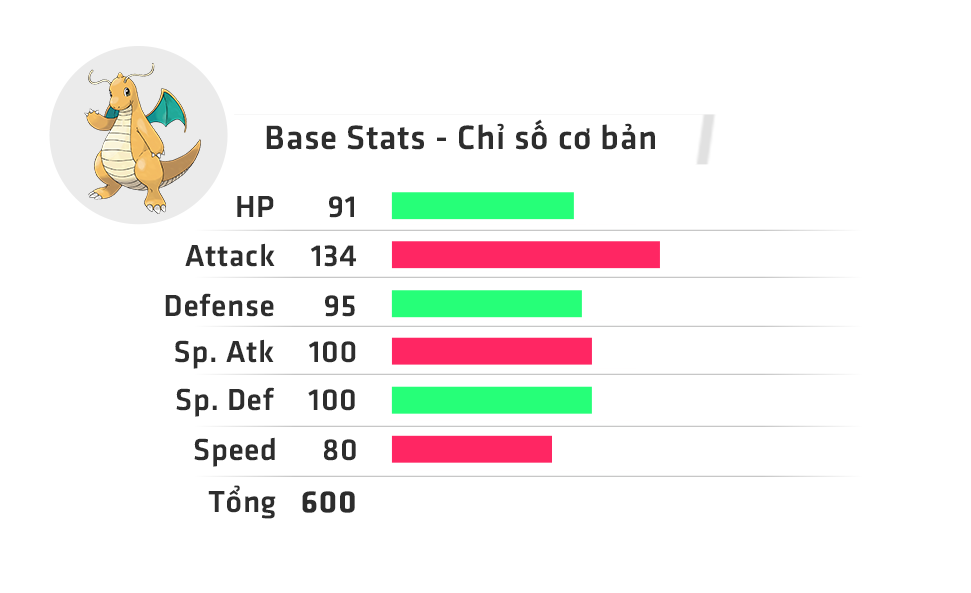 Base Stats - Chỉ số cơ bản
HP 91
Attack 134
Defense 95
Sp. Atk 100
Sp. Def 100
Speed 80
Tổng 600